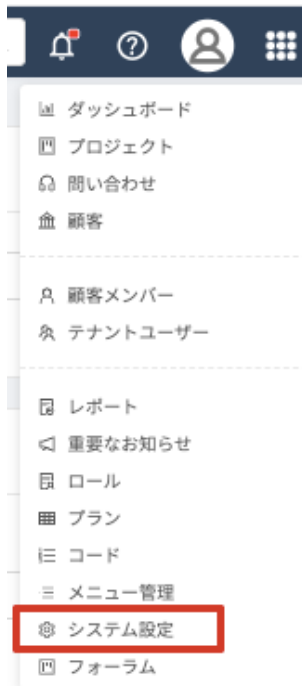 ダッシュボード
プロジェクト
問い合わせ
顧客
顧客メンバー
テナントユーザー
レポート
重要なお知らせ
ロール
プラン
コード
メニュー管理
システム設定
フォーラム